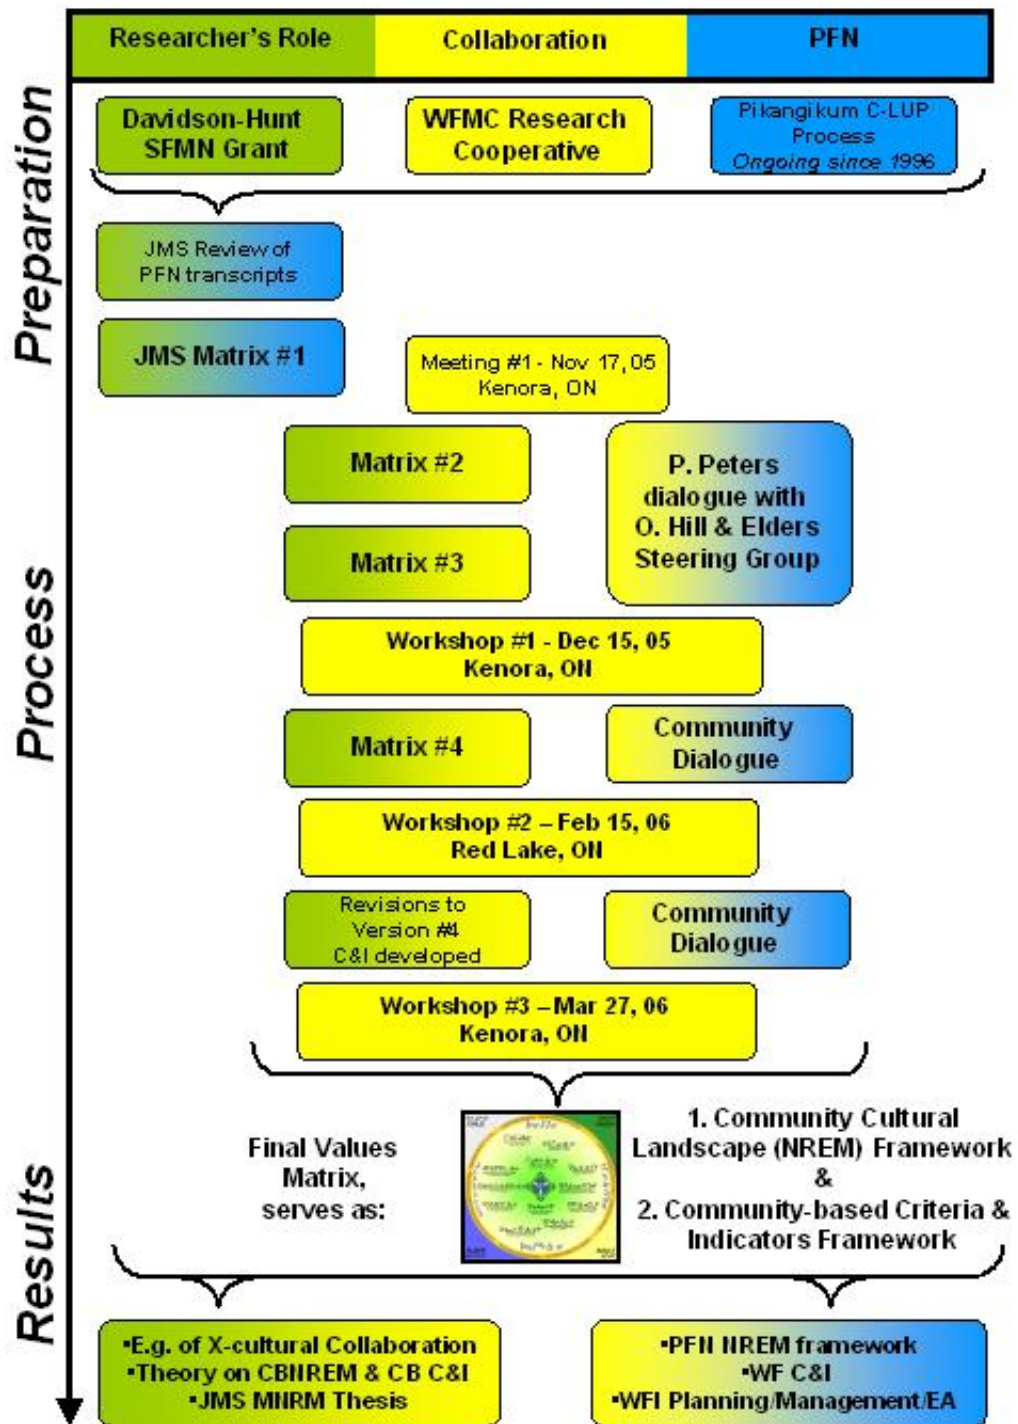 Researcher's Role
Collaboration
PFN
Preparation
Davidson-Hunt
SFMN Grant
WFMC Research
Cooperative
Pikangikum C-LUP
Process
Ongoing since 1996
JMS Review of
PFN transcripts
JMS Matrix #1
Meeting #1 - Nov 17, 05
Kenora, ON
Process
Matrix #2
P. Peters
dialogue with
O. Hill & Elders
Steering Group
Matrix #3
Workshop #1 - Dec 15, 05
Kenora, ON
Matrix #4
Community
Dialogue
Workshop #2 – Feb 15, 06
Red Lake, ON
Revisions to
Version #4
C&I developed
Community
Dialogue
Workshop #3 – Mar 27, 06
Kenora, ON
Results
Final Values
Matrix,
serves as:
1. Community Cultural
Landscape (NREM) Framework
&
2. Community-based Criteria &
Indicators Framework
▪E.g. of X-cultural Collaboration
▪Theory on CBNREM & CB C&I
▪JMS MNRM Thesis
▪PFN NREM framework
▪WF C&I
▪WFI Planning/Management/EA